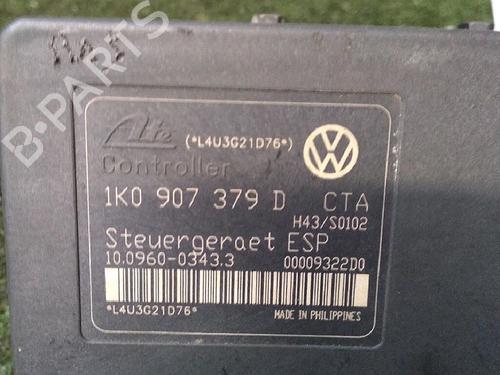 B-PARTS
Ate (*L4U3G21D76*)
Controller
1K0 907 379 D CTA
H43/S0102
Steuergeraet ESP
10.0960-0343.3 00009322D0
*L4U3G21D76*
MADE IN PHILIPPINES